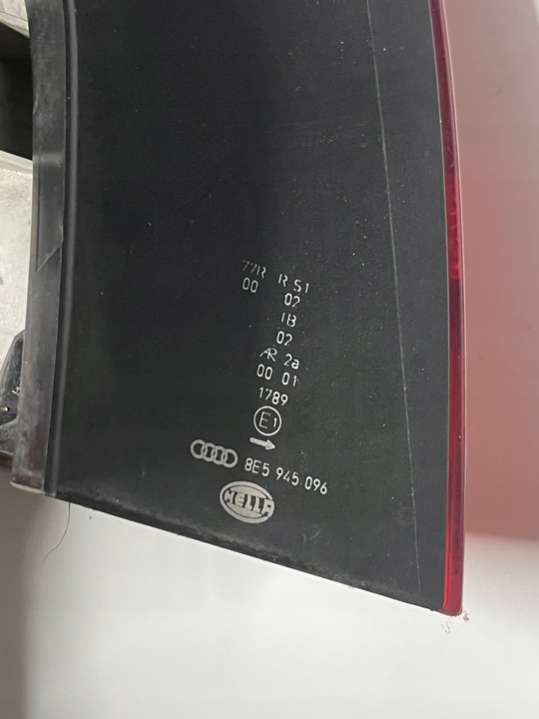 77R R S1
00 02
IB
02
AR 2a
00 01
1789
E1
8E5 945 096
HELLA